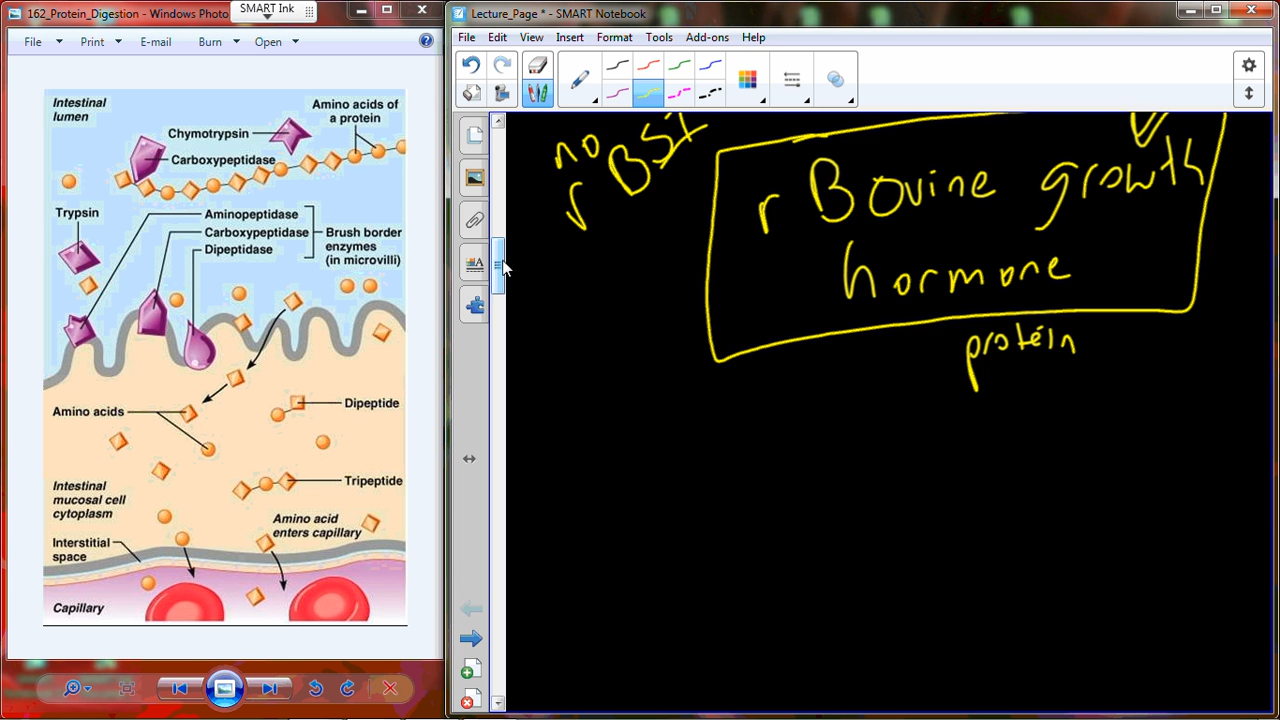 162_Protein_Digestion - Windows Photo
SMART Ink
File Print E-mail Burn Open
Intestinal
lumen
Amino acids of
a protein
Chymotrypsin
Carboxypeptidase
Trypsin
Aminopeptidase
Carboxypeptidase
Dipeptidase
Brush border
enzymes
(in microvilli)
Amino acids
Dipeptide
Tripeptide
Intestinal
mucosal cell
cytoplasm
Amino acid
enters capillary
Interstitial
space
Capillary
Lecture_Page * - SMART Notebook
File Edit View Insert Format Tools Add-ons Help
no
r BST
r Bovine growth
hormone
protein